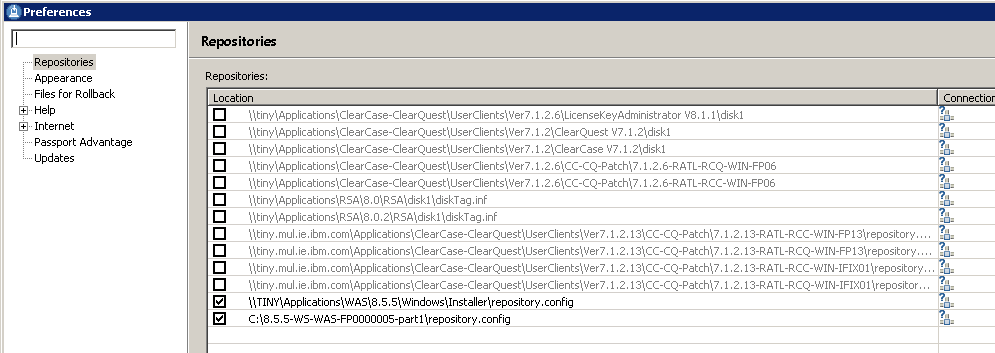 Preferences
Repositories
Repositories
Appearance
Files for Rollback
Help
Internet
Passport Advantage
Updates
Repositories:
Location Connection
\\tiny\Applications\ClearCase-ClearQuest\UserClients\Ver7.1.2.6\LicenseKeyAdministrator V8.1.1\disk1
\\tiny\Applications\ClearCase-ClearQuest\UserClients\Ver7.1.2\ClearQuest V7.1.2\disk1
\\tiny\Applications\ClearCase-ClearQuest\UserClients\Ver7.1.2\ClearCase V7.1.2\disk1
\\tiny\Applications\ClearCase-ClearQuest\UserClients\Ver7.1.2.6\CC-CQ-Patch\7.1.2.6-RATL-RCQ-WIN-FP06
\\tiny\Applications\ClearCase-ClearQuest\UserClients\Ver7.1.2.6\CC-CQ-Patch\7.1.2.6-RATL-RCC-WIN-FP06
\\tiny\Applications\RSA\8.0\RSA\disk1\diskTag.inf
\\tiny\Applications\RSA\8.0.2\RSA\disk1\diskTag.inf
\\tiny.mul.ie.ibm.com\Applications\ClearCase-ClearQuest\UserClients\Ver7.1.2.13\CC-CQ-Patch\7.1.2.13-RATL-RCC-WIN-FP13\repository....
\\tiny.mul.ie.ibm.com\Applications\ClearCase-ClearQuest\UserClients\Ver7.1.2.13\CC-CQ-Patch\7.1.2.13-RATL-RCQ-WIN-FP13\repository....
\\tiny.mul.ie.ibm.com\Applications\ClearCase-ClearQuest\UserClients\Ver7.1.2.13\CC-CQ-Patch\7.1.2.13-RATL-RCC-WIN-IFIX01\repository...
\\tiny.mul.ie.ibm.com\Applications\ClearCase-ClearQuest\UserClients\Ver7.1.2.13\CC-CQ-Patch\7.1.2.13-RATL-RCQ-WIN-IFIX01\repository...
\\TINY\Applications\WAS\8.5.5\Windows\Installer\repository.config
C:\8.5.5-WS-WAS-FP0000005-part1\repository.config